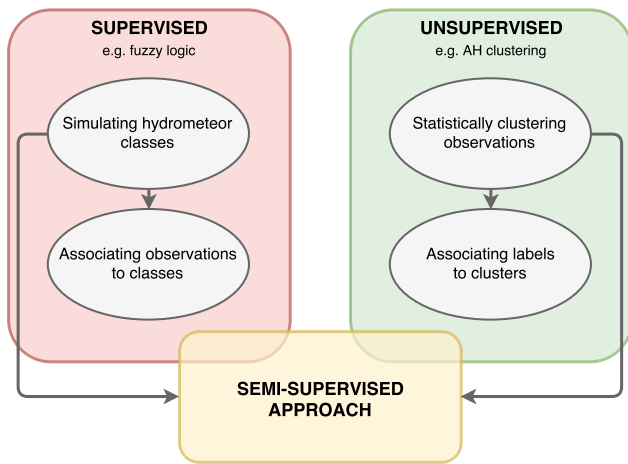 SUPERVISED
e.g. fuzzy logic
Simulating hydrometeor
classes
Associating observations
to classes
UNSUPERVISED
e.g. AH clustering
Statistically clustering
observations
Associating labels
to clusters
SEMI-SUPERVISED
APPROACH